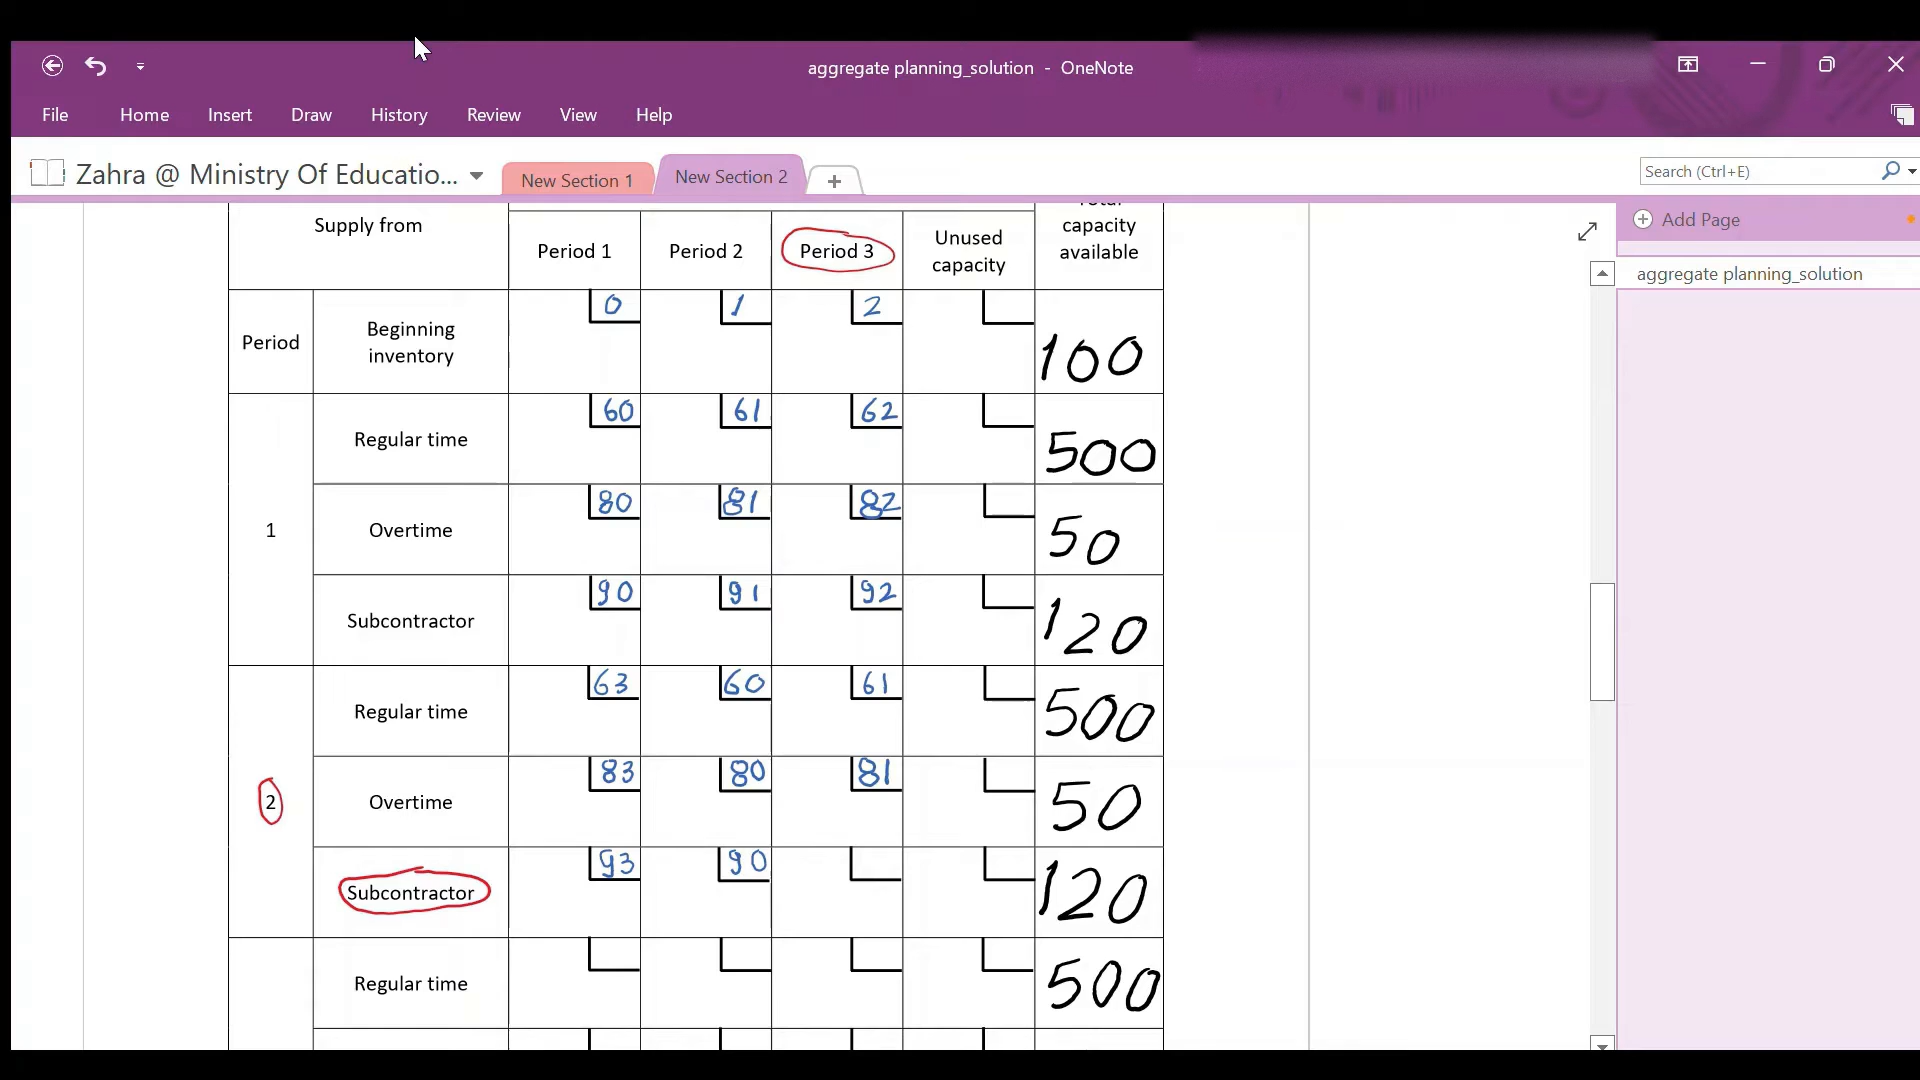 aggregate planning_solution - OneNote
File Home Insert Draw History Review View Help
Zahra @ Ministry Of Educatio... New Section 1 New Section 2 +
Search (Ctrl+E)
Add Page
aggregate planning_solution
Supply from
Period 1 Period 2 Period 3
Unused
capacity
Total
capacity
available
Period
Beginning
inventory
0 1 2 100
1
Regular time 60 61 62 500
Overtime 80 81 82 50
Subcontractor 90 91 92 120
2
Regular time 63 60 61 500
Overtime 83 80 81 50
Subcontractor 93 90 120
Regular time 500